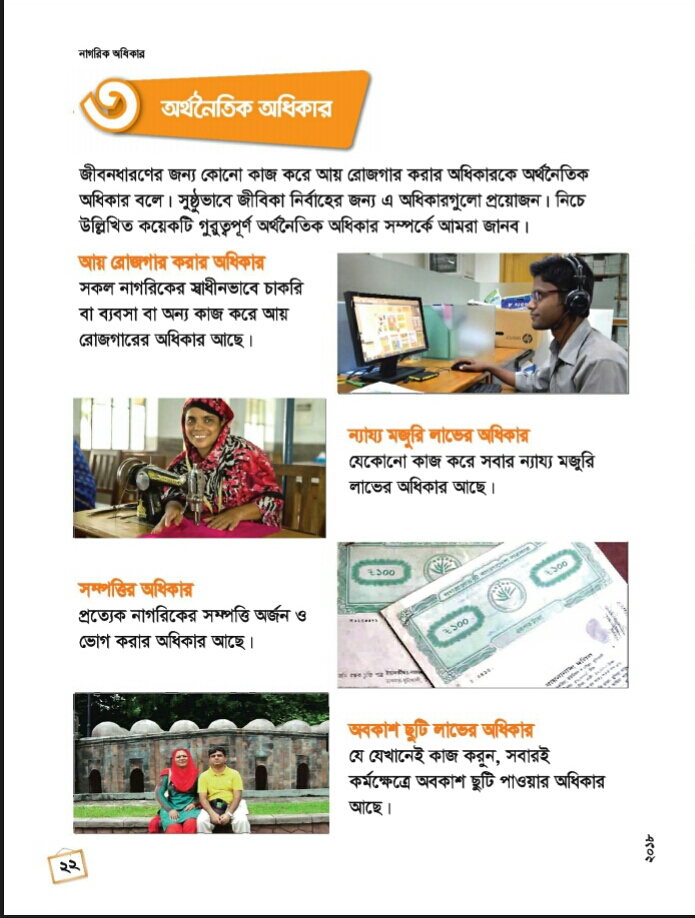 নাগরিক অধিকার
৩
অর্থনৈতিক অধিকার
জীবনধারণের জন্য কোনো কাজ করে আয় রোজগার করার অধিকারকে অর্থনৈতিক
অধিকার বলে। সুষ্ঠুভাবে জীবিকা নির্বাহের জন্য এ অধিকারগুলো প্রয়োজন। নিচে
উল্লিখিত কয়েকটি গুরুত্বপূর্ণ অর্থনৈতিক অধিকার সম্পর্কে আমরা জানব।
আয় রোজগার করার অধিকার
সকল নাগরিকের স্বাধীনভাবে চাকরি
বা ব্যবসা বা অন্য কাজ করে আয়
রোজগারের অধিকার আছে।
ন্যায্য মজুরি লাভের অধিকার
যেকোনো কাজ করে সবার ন্যায্য মজুরি
লাভের অধিকার আছে।
সম্পত্তির অধিকার
প্রত্যেক নাগরিকের সম্পত্তি অর্জন ও
ভোগ করার অধিকার আছে।
৳১০০
৳১০০
৳১০০
অবকাশ ছুটি লাভের অধিকার
যে যেখানেই কাজ করুন, সবারই
কর্মক্ষেত্রে অবকাশ ছুটি পাওয়ার অধিকার
আছে।
২২
২০১৮